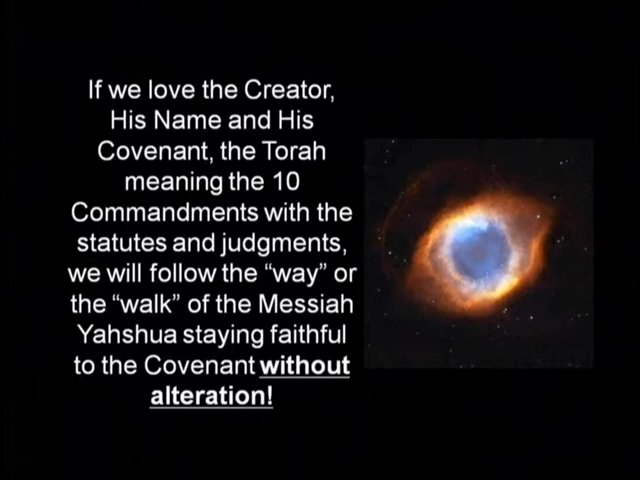 If we love the Creator,
His Name and His
Covenant, the Torah
meaning the 10
Commandments with the
statutes and judgments,
we will follow the “way” or
the “walk” of the Messiah
Yahshua staying faithful
to the Covenant without
alteration!